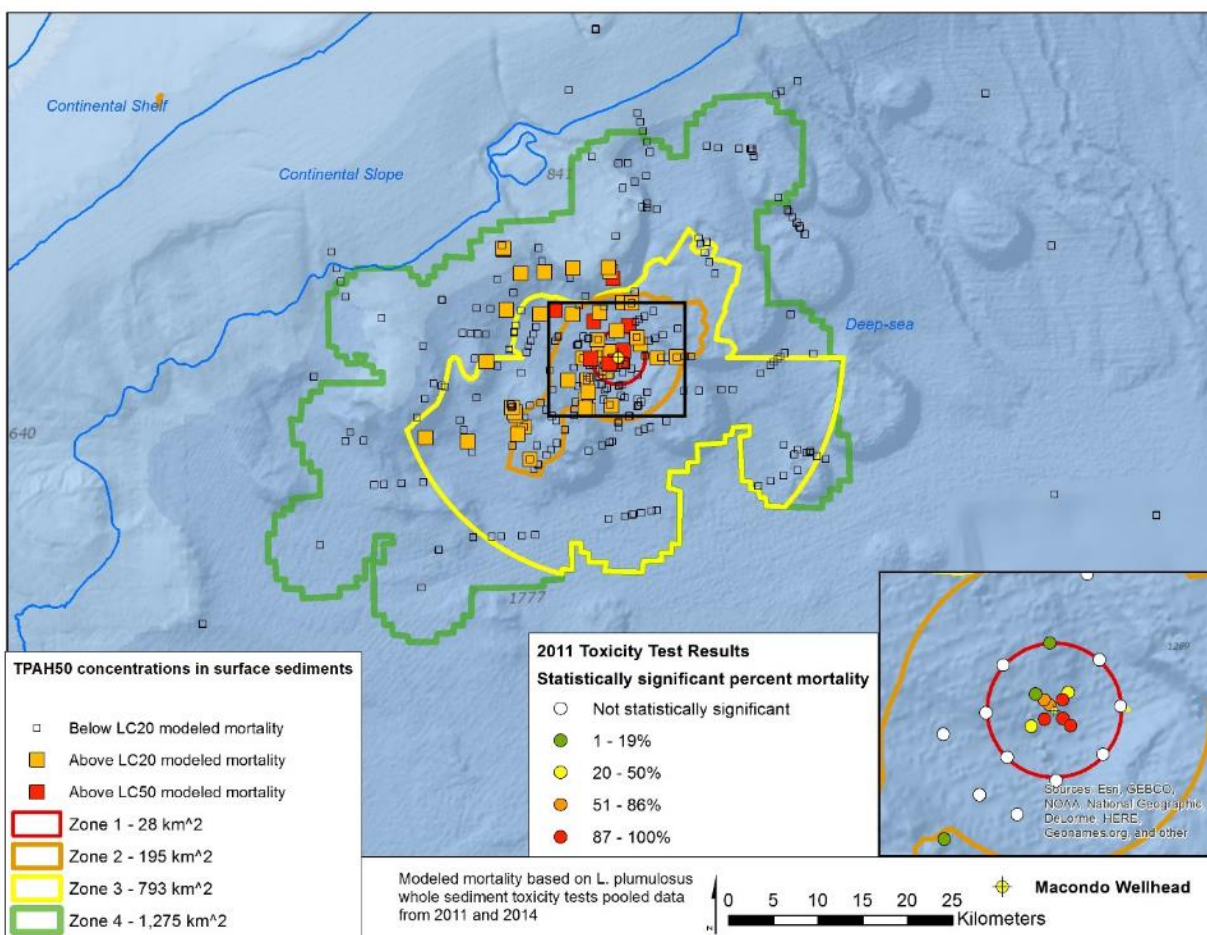 Continental Shelf
Continental Slope
841
Deep-sea
640
1777
TPAH50 concentrations in surface sediments
Below LC20 modeled mortality
Above LC20 modeled mortality
Above LC50 modeled mortality
Zone 1 - 28 km^2
Zone 2 - 195 km^2
Zone 3 - 793 km^2
Zone 4 - 1,275 km^2
2011 Toxicity Test Results
Statistically significant percent mortality
Not statistically significant
1 - 19%
20 - 50%
51 - 86%
87 - 100%
1289
Sources: Esri, GEBCO,
NOAA, National Geographic,
DeLorme, HERE,
Geonames.org, and other
Modeled mortality based on L. plumulosus
whole sediment toxicity tests pooled data
from 2011 and 2014
N
Macondo Wellhead
0 5 10 15 20 25
Kilometers